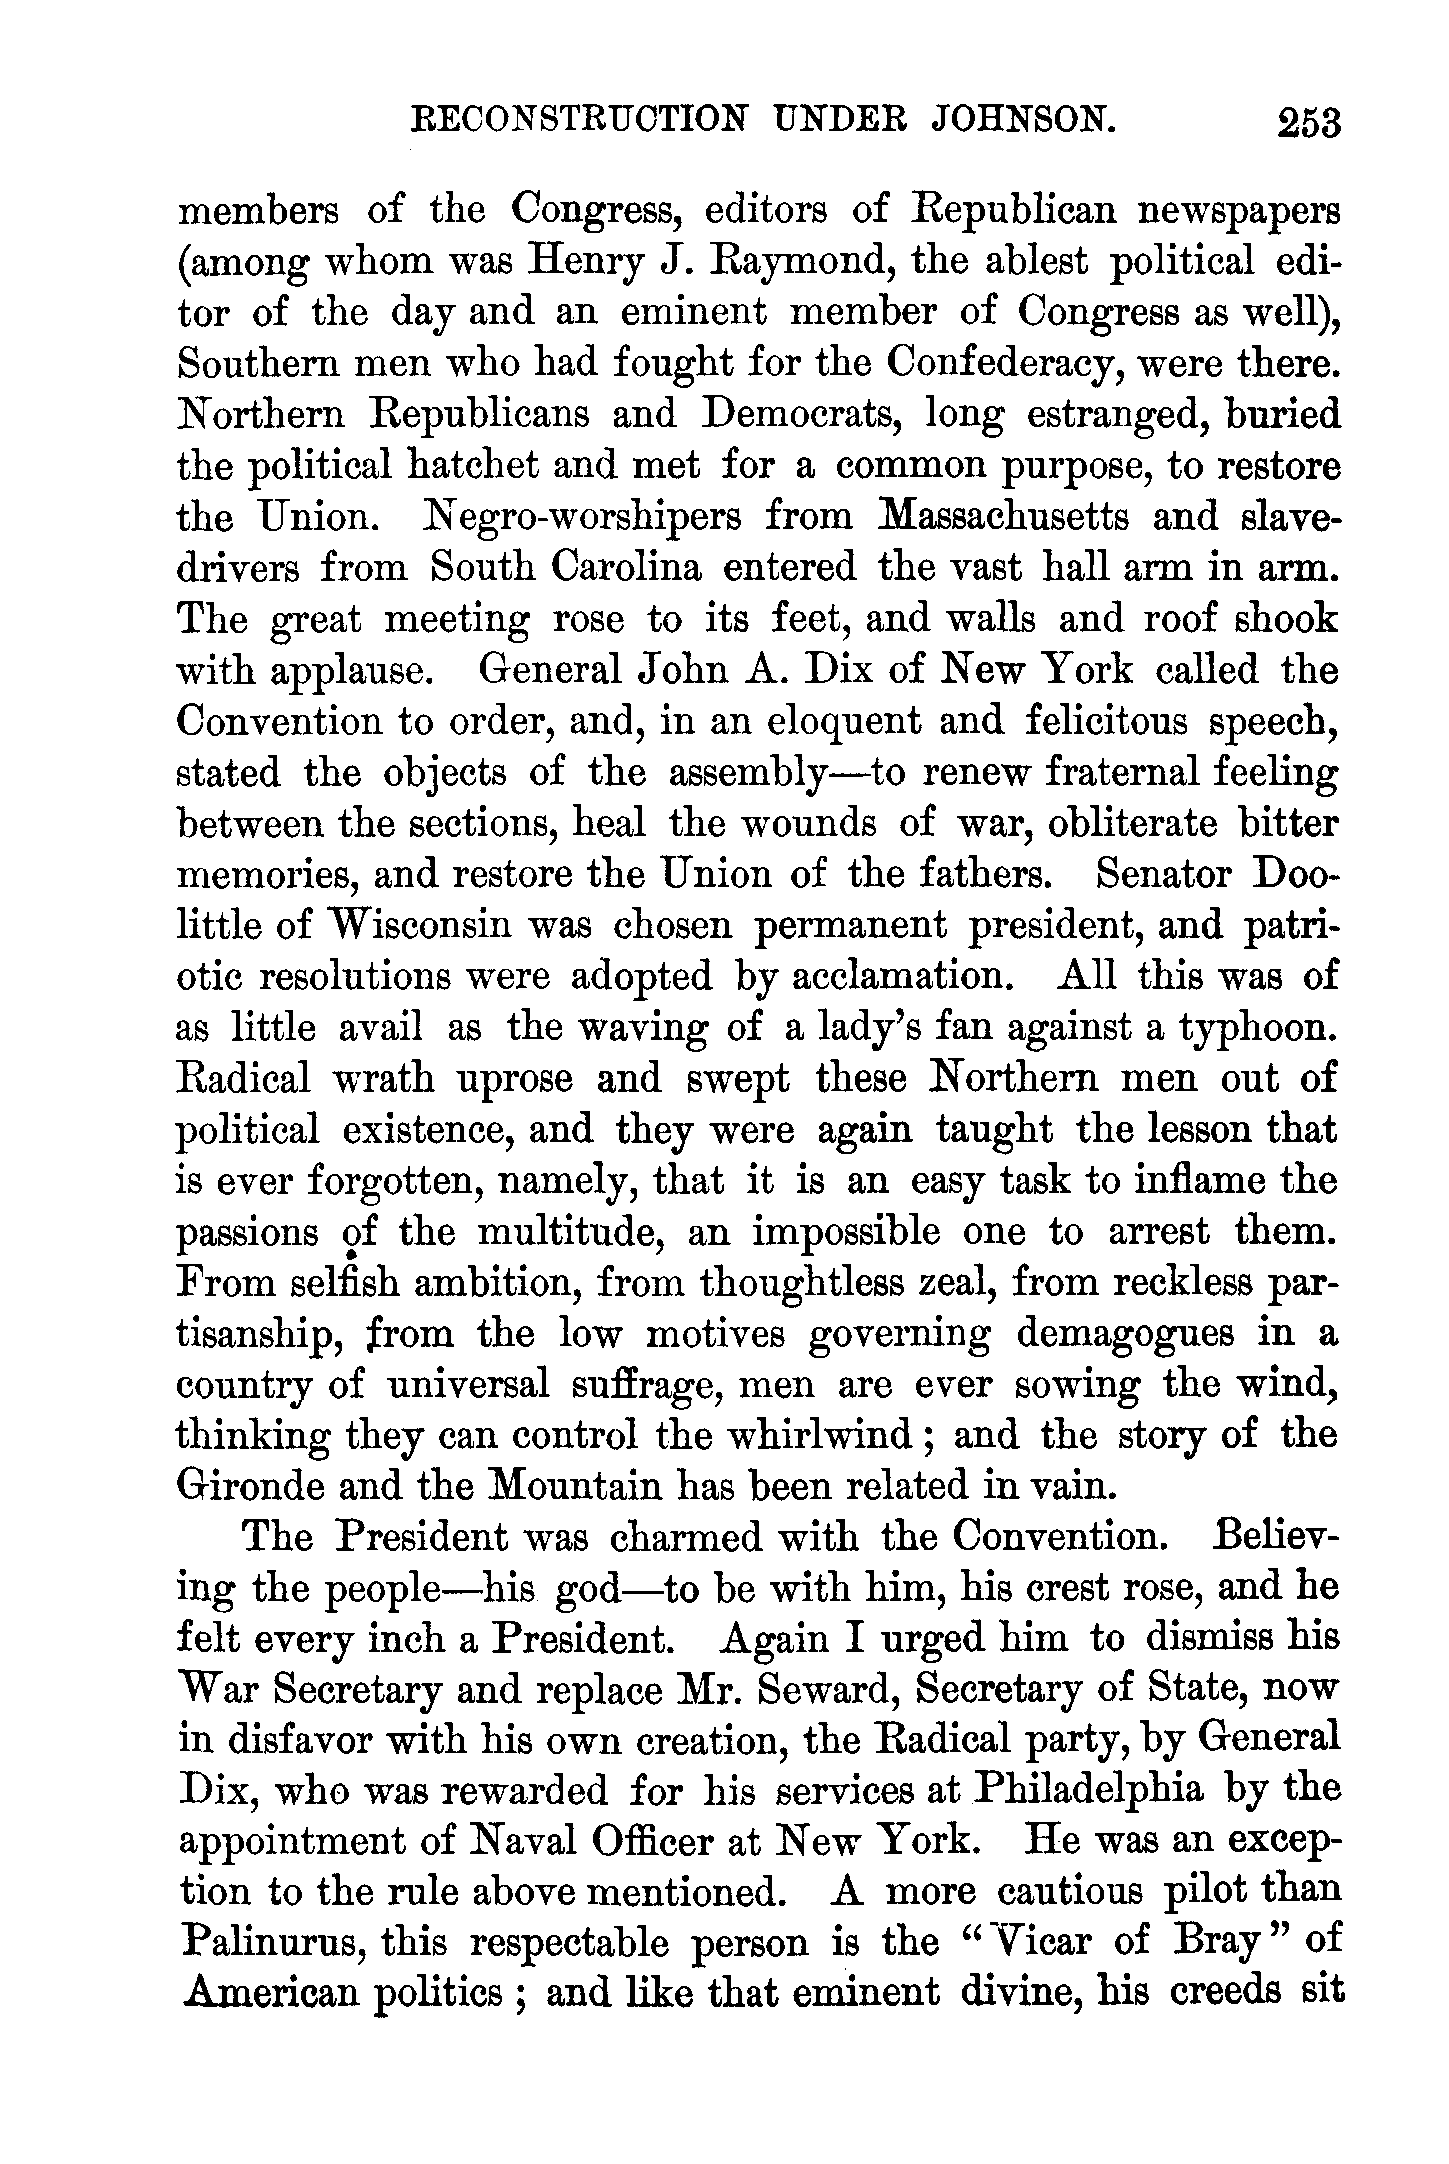 RECONSTRUCTION UNDER JOHNSON. 253
members of the Congress, editors of Republican newspapers
(among whom was Henry J. Raymond, the ablest political edi-
tor of the day and an eminent member of Congress as well),
Southern men who had fought for the Confederacy, were there.
Northern Republicans and Democrats, long estranged, buried
the political hatchet and met for a common purpose, to restore
the Union. Negro-worshipers from Massachusetts and slave-
drivers from South Carolina entered the vast hall arm in arm.
The great meeting rose to its feet, and walls and roof shook
with applause. General John A. Dix of New York called the
Convention to order, and, in an eloquent and felicitous speech,
stated the objects of the assembly—to renew fraternal feeling
between the sections, heal the wounds of war, obliterate bitter
memories, and restore the Union of the fathers. Senator Doo-
little of Wisconsin was chosen permanent president, and patri-
otic resolutions were adopted by acclamation. All this was of
as little avail as the waving of a lady's fan against a typhoon.
Radical wrath uprose and swept these Northern men out of
political existence, and they were again taught the lesson that
is ever forgotten, namely, that it is an easy task to inflame the
passions of the multitude, an impossible one to arrest them.
From selfish ambition, from thoughtless zeal, from reckless par-
tisanship, from the low motives governing demagogues in a
country of universal suffrage, men are ever sowing the wind,
thinking they can control the whirlwind ; and the story of the
Gironde and the Mountain has been related in vain.
The President was charmed with the Convention. Believ-
ing the people—his god—to be with him, his crest rose, and he
felt every inch a President. Again I urged him to dismiss his
War Secretary and replace Mr. Seward, Secretary of State, now
in disfavor with his own creation, the Radical party, by General
Dix, who was rewarded for his services at Philadelphia by the
appointment of Naval Officer at New York. He was an excep-
tion to the rule above mentioned. A more cautious pilot than
Palinurus, this respectable person is the "Vicar of Bray" of
American politics ; and like that eminent divine, his creeds sit